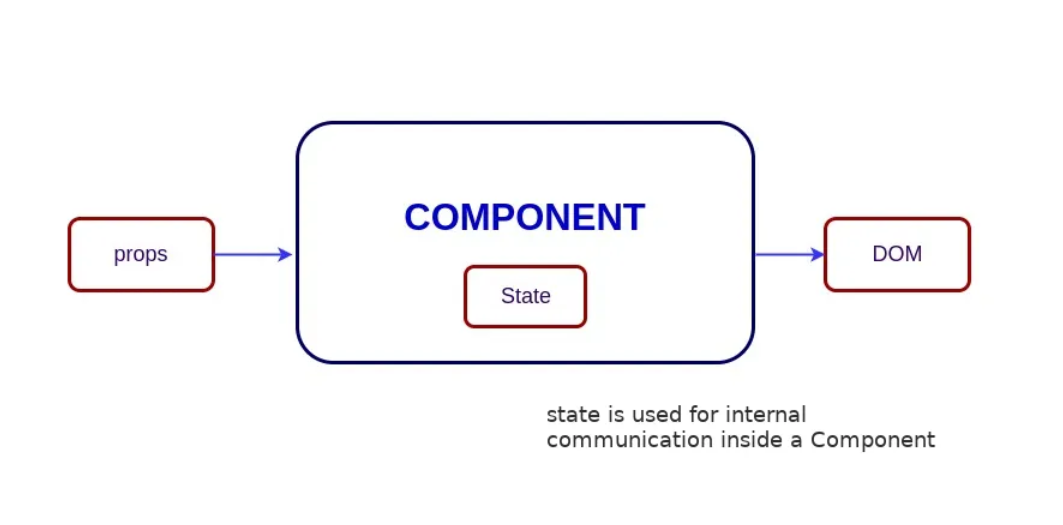 COMPONENT
props
State
DOM
state is used for internal
communication inside a Component